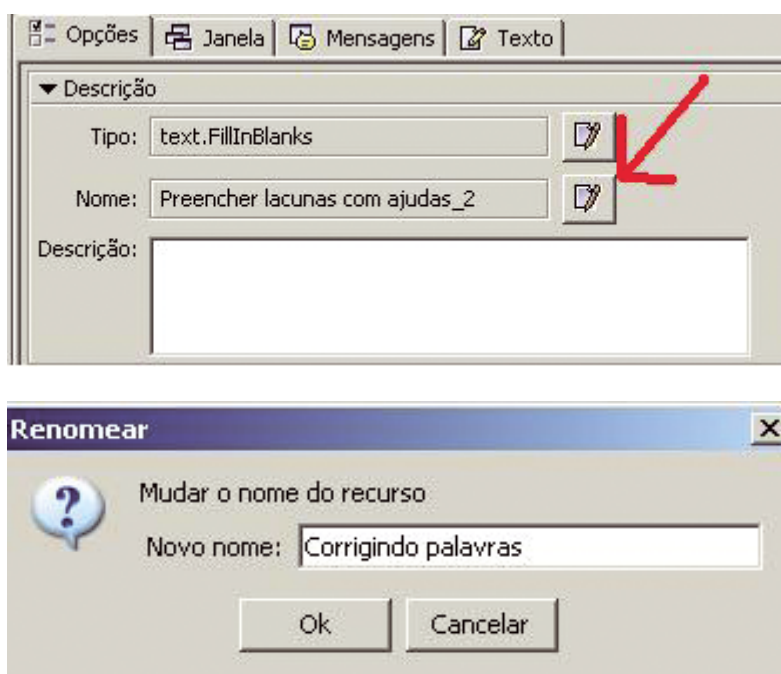 Opções Janela Mensagens Texto
Descrição
Tipo: text.FillInBlanks
Nome: Preencher lacunas com ajudas_2
Descrição:
Renomear
Mudar o nome do recurso
Novo nome: Corrigindo palavras
Ok Cancelar